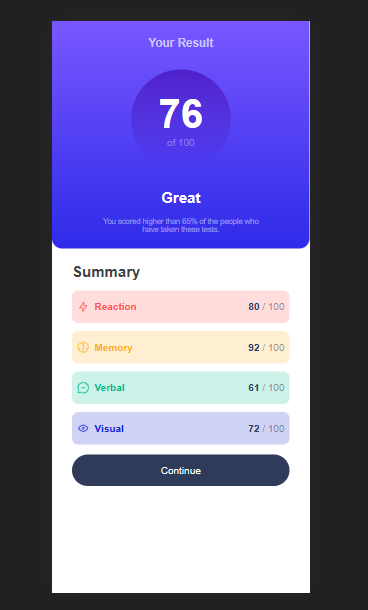 Your Result
76
of 100
Great
You scored higher than 65% of the people who
have taken these tests.
Summary
Reaction 80 / 100
Memory 92 / 100
Verbal 61 / 100
Visual 72 / 100
Continue